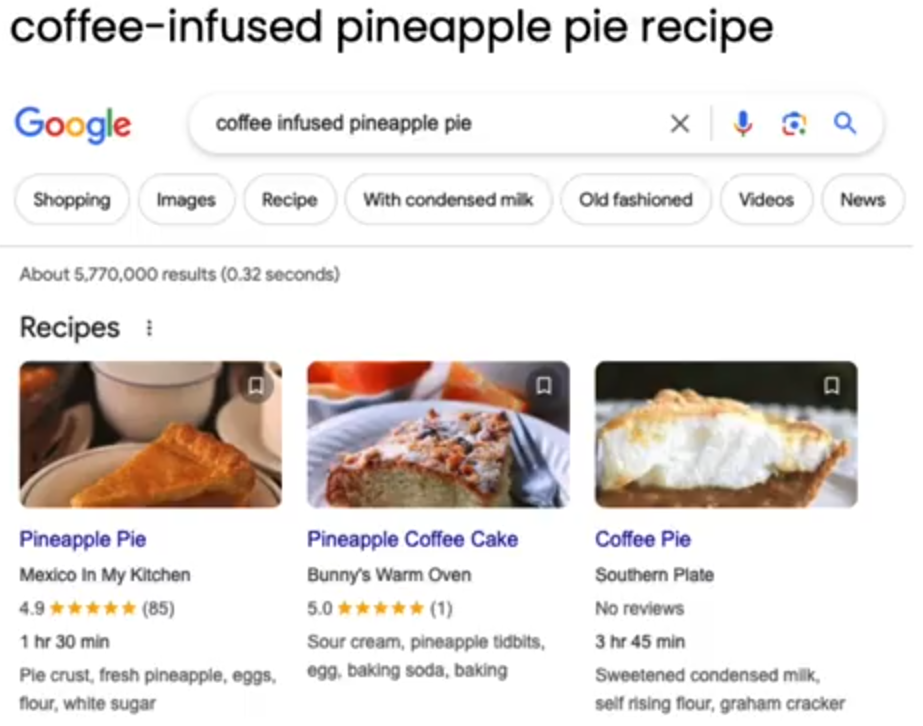 coffee-infused pineapple pie recipe
Google coffee infused pineapple pie
Shopping Images Recipe With condensed milk Old fashioned Videos News
About 5,770,000 results (0.32 seconds)
Recipes
Pineapple Pie
Mexico In My Kitchen
4.9 ★★★★★ (85)
1 hr 30 min
Pie crust, fresh pineapple, eggs,
flour, white sugar
Pineapple Coffee Cake
Bunny's Warm Oven
5.0 ★★★★★ (1)
Sour cream, pineapple tidbits,
egg, baking soda, baking
Coffee Pie
Southern Plate
No reviews
3 hr 45 min
Sweetened condensed milk,
self rising flour, graham cracker